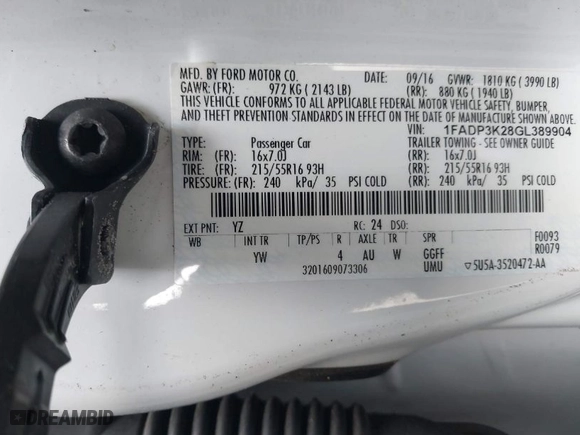 MFD. BY FORD MOTOR CO. DATE: 09/16 GVWR: 1810 KG ( 3990 LB)
GAWR: (FR): 972 KG ( 2143 LB) (RR): 880 KG ( 1940 LB)
THIS VEHICLE CONFORMS TO ALL APPLICABLE FEDERAL MOTOR VEHICLE SAFETY, BUMPER,
AND THEFT PREVENTION STANDARDS IN EFFECT ON THE DATE OF MANUFACTURE SHOWN ABOVE.
VIN: 1FADP3K28GL389904
TYPE: Passenger Car TRAILER TOWING - SEE OWNER GUIDE
RIM: (FR): 16x7.0J (RR): 16x7.0J
TIRE: (FR): 215/55R16 93H (RR): 215/55R16 93H
PRESSURE: (FR): 240 kPa/ 35 PSI COLD (RR): 240 kPa/ 35 PSI COLD
EXT PNT: YZ RC: 24 DSO: F0093
WB INT TR TP/PS R AXLE TR SPR R0079
YW 4 AU W GGFF
3201609073306 UMU ▽5U5A-3520472-AA
DREAMBID